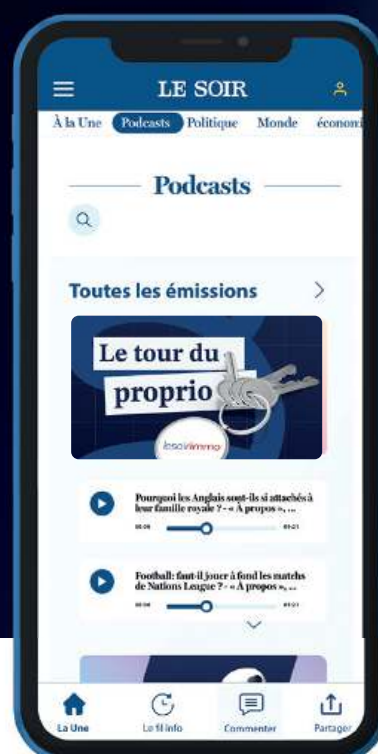 LE SOIR
À la Une Podcasts Politique Monde économi
Podcasts
Toutes les émissions
Le tour du
proprio
lesoirimmo
Pourquoi les Anglais sont-ils si attachés à
leur famille royale ? - « À propos », ...
Football: faut-il jouer à fond les matchs
de Nations League ? - « À propos », ...
La Une Le fil info Commenter Partager